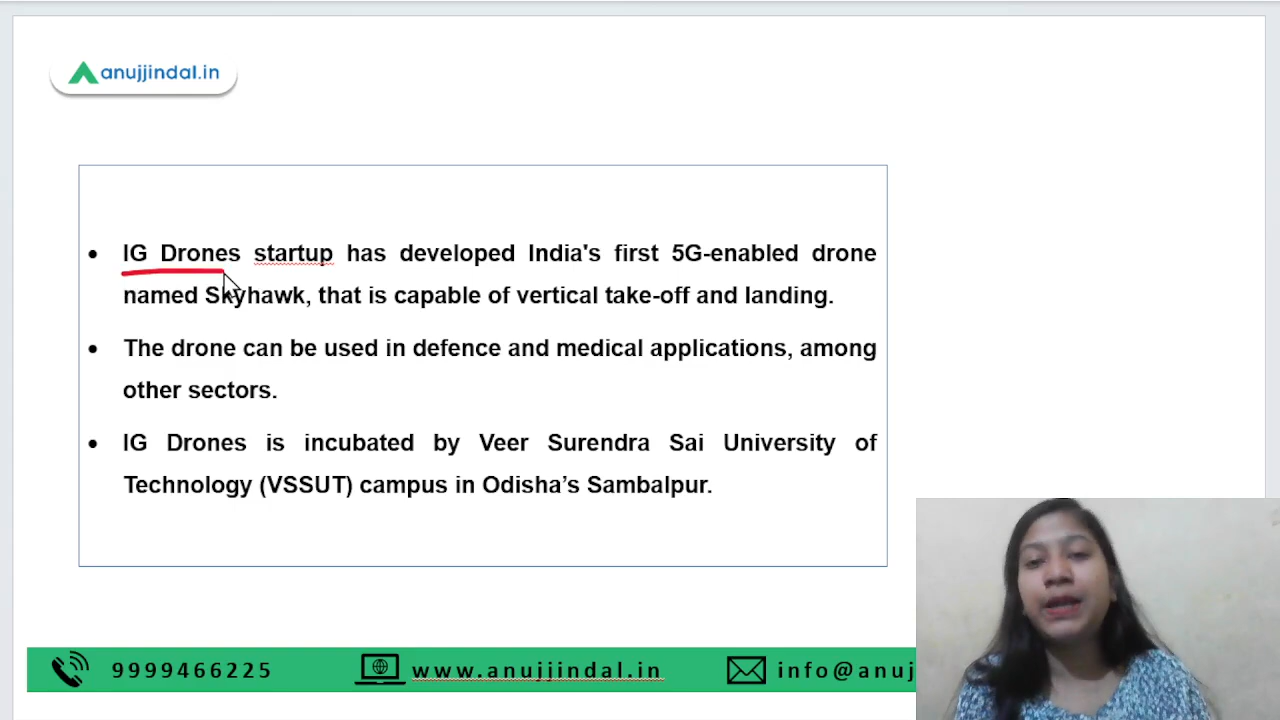 anujjindal.in
• IG Drones startup has developed India's first 5G-enabled drone
named Skyhawk, that is capable of vertical take-off and landing.
• The drone can be used in defence and medical applications, among
other sectors.
• IG Drones is incubated by Veer Surendra Sai University of
Technology (VSSUT) campus in Odisha’s Sambalpur.
9999466225 www.anujjindal.in info@anuj